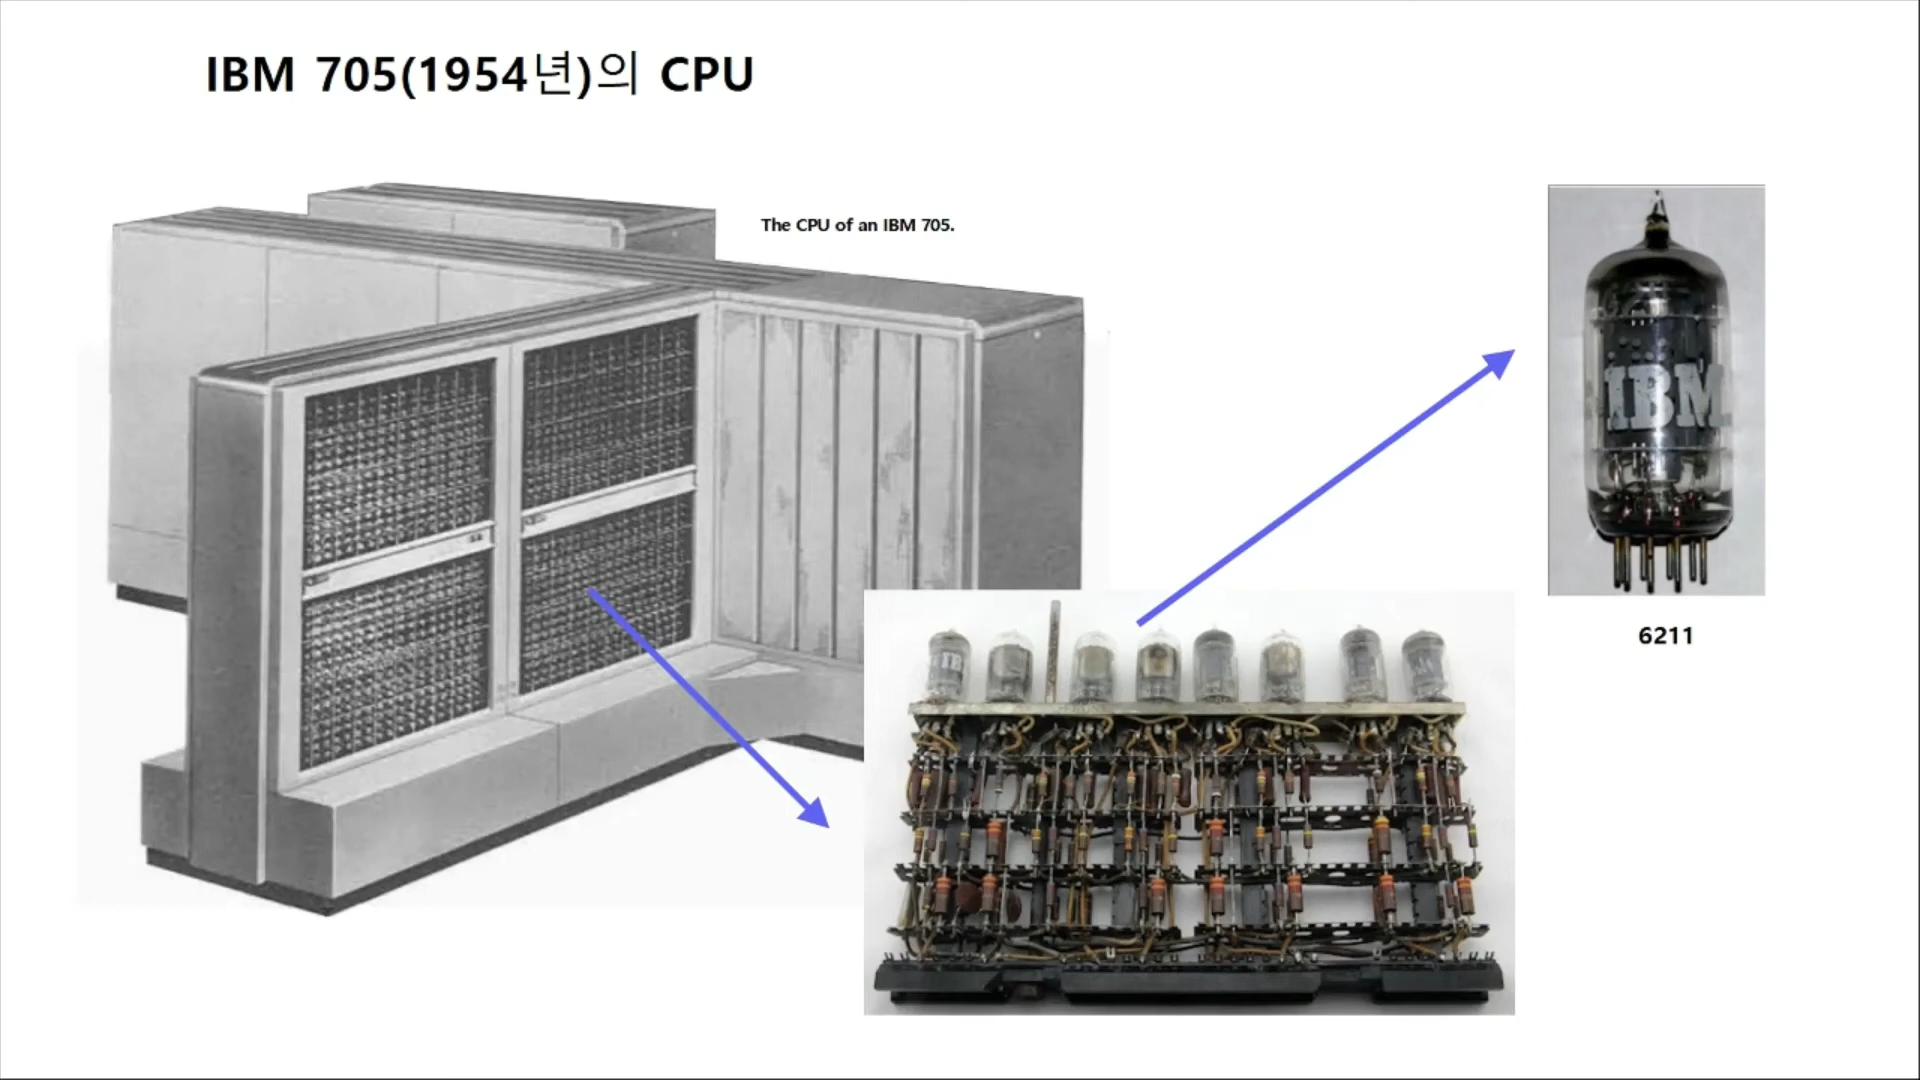 IBM 705(1954년)의 CPU
The CPU of an IBM 705.
IBM
6211